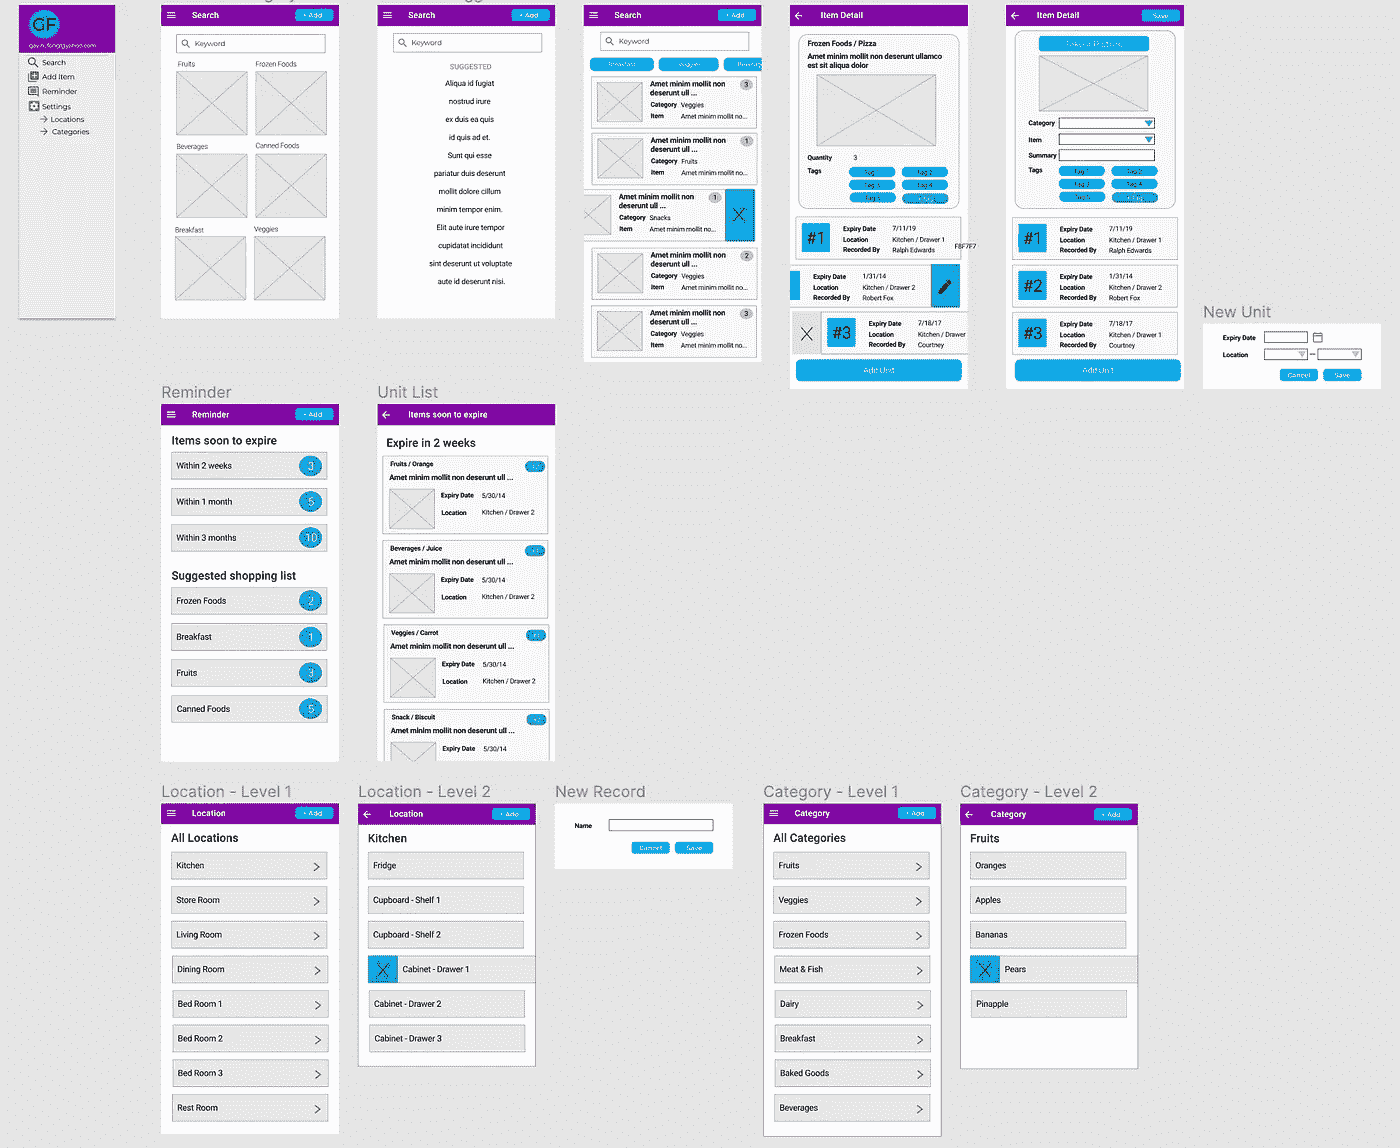 GF
Search
Add Item
Reminder
Settings
Locations
Categories
Search
+ Add
Keyword
Fruits
Frozen Foods
Beverages
Canned Foods
Breakfast
Veggies
Search
+ Add
Keyword
SUGGESTED
Aliqua id fugiat
nostrud irure
ex duis ea quis
id quis ad et.
Sunt qui esse
pariatur duis deserunt
mollit dolore cillum
minim tempor enim.
Elit aute irure tempor
cupidatat incididunt
sint deserunt ut voluptate
aute id deserunt nisi.
Search
+ Add
Keyword
Breakfast
Veggies
Amet minim mollit non
deserunt ull ...
3
Category Veggies
Item Amet minim mollit no...
Amet minim mollit non
deserunt ull ...
1
Category Fruits
Item Amet minim mollit no...
Amet minim mollit non
deserunt ull ...
1
Category Snacks
Item Amet minim mollit no...
Amet minim mollit non
deserunt ull ...
2
Category Veggies
Item Amet minim mollit no...
Amet minim mollit non
deserunt ull ...
3
Category Veggies
Item Amet minim mollit no...
Item Detail
Frozen Foods / Pizza
Amet minim mollit non deserunt ullamco
est sit aliqua dolor
Quantity 3
Tags
Tag 2
Tag 4
#1
Expiry Date 7/11/19
Location Kitchen / Drawer 1
Recorded By Ralph Edwards
F8F7F7
Expiry Date 1/31/14
Location Kitchen / Drawer 2
Recorded By Robert Fox
#3
Expiry Date 7/18/17
Location Kitchen / Drawer
Recorded By Courtney
Add Unit
Item Detail
Save
Category
Item
Summary
Tags
Tag 1
Tag 2
Tag 3
Tag 4
#1
Expiry Date 7/11/19
Location Kitchen / Drawer 1
Recorded By Ralph Edwards
#2
Expiry Date 1/31/14
Location Kitchen / Drawer 2
Recorded By Robert Fox
#3
Expiry Date 7/18/17
Location Kitchen / Drawer 1
Recorded By Courtney
Add Unit
New Unit
Expiry Date
Location
Cancel
Save
Reminder
Reminder
+ Add
Items soon to expire
Within 2 weeks 3
Within 1 month 5
Within 3 months 10
Suggested shopping list
Frozen Foods 2
Breakfast 1
Fruits 3
Canned Foods 5
Unit List
Items soon to expire
Expire in 2 weeks
Fruits / Orange
Amet minim mollit non deserunt ull ...
Expiry Date 5/30/14
Location Kitchen / Drawer 2
Beverages / Juice
Amet minim mollit non deserunt ull ...
Expiry Date 5/30/14
Location Kitchen / Drawer 2
Veggies / Carrot
Amet minim mollit non deserunt ull ...
Expiry Date 5/30/14
Location Kitchen / Drawer 2
Snack / Biscuit
Amet minim mollit non deserunt ull ...
Expiry Date 5/30/14
Location - Level 1
Location
+ Add
All Locations
Kitchen
Store Room
Living Room
Dining Room
Bed Room 1
Bed Room 2
Bed Room 3
Rest Room
Location - Level 2
Location
+ Add
Kitchen
Fridge
Cupboard - Shelf 1
Cupboard - Shelf 2
Cabinet - Drawer 1
Cabinet - Drawer 2
Cabinet - Drawer 3
New Record
Name
Cancel
Save
Category - Level 1
Category
+ Add
All Categories
Fruits
Veggies
Frozen Foods
Meat & Fish
Dairy
Breakfast
Baked Goods
Beverages
Category - Level 2
Category
+ Add
Fruits
Oranges
Apples
Bananas
Pears
Pinapple